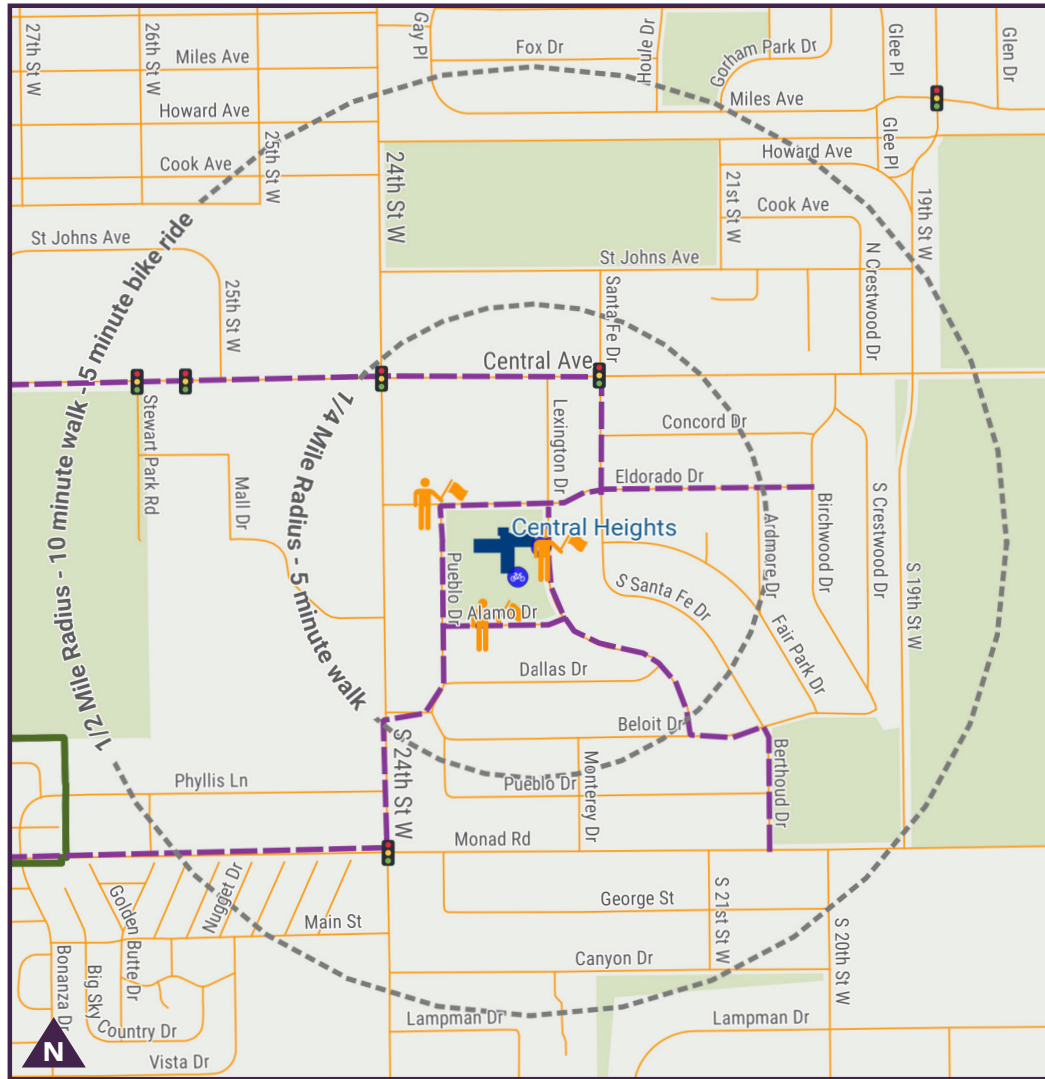 27th St W
26th St W
Miles Ave
Gay Pl
Fox Dr
Houle Dr
Gorham Park Dr
Glee Pl
Glen Dr
Howard Ave
Miles Ave
25th St W
Cook Ave
24th St W
Glee Pl
Howard Ave
21st St W
19th St W
Cook Ave
St Johns Ave
St Johns Ave
N Crestwood Dr
25th St W
Santa Fe Dr
Central Ave
1/2 Mile Radius - 10 minute walk - 5 minute bike ride
1/4 Mile Radius - 5 minute walk
Stewart Park Rd
Lexington Dr
Concord Dr
Mall Dr
Eldorado Dr
Central Heights
Ardmore Dr
Birchwood Dr
S Crestwood Dr
Pueblo Dr
S Santa Fe Dr
S 19th St W
Alamo Dr
Fair Park Dr
Dallas Dr
Beloit Dr
S 24th St W
Phyllis Ln
Pueblo Dr
Monterey Dr
Berthoud Dr
Monad Rd
Golden Butte Dr
Nugget Dr
George St
S 21st St W
Main St
S 20th St W
Canyon Dr
Bonanza Dr
Big Sky Country Dr
Lampman Dr
Lampman Dr
N
Vista Dr